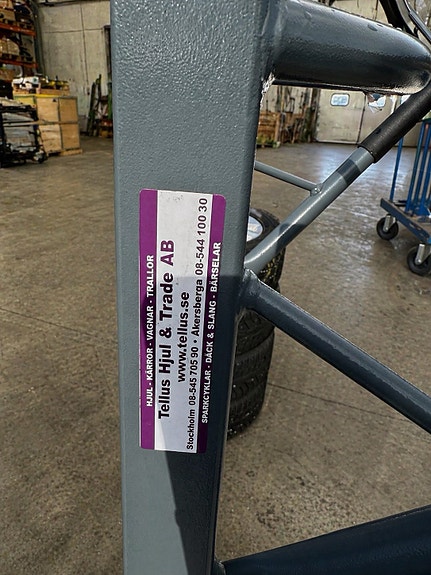 HJUL - KÄRROR - VAGNAR - TRALLOR
Tellus Hjul & Trade AB
www.tellus.se
Stockholm 08-545 705 90 • Åkersberga 08-544 100 30
SPARKCYKLAR - DÄCK & SLANG - BÄRSELAR